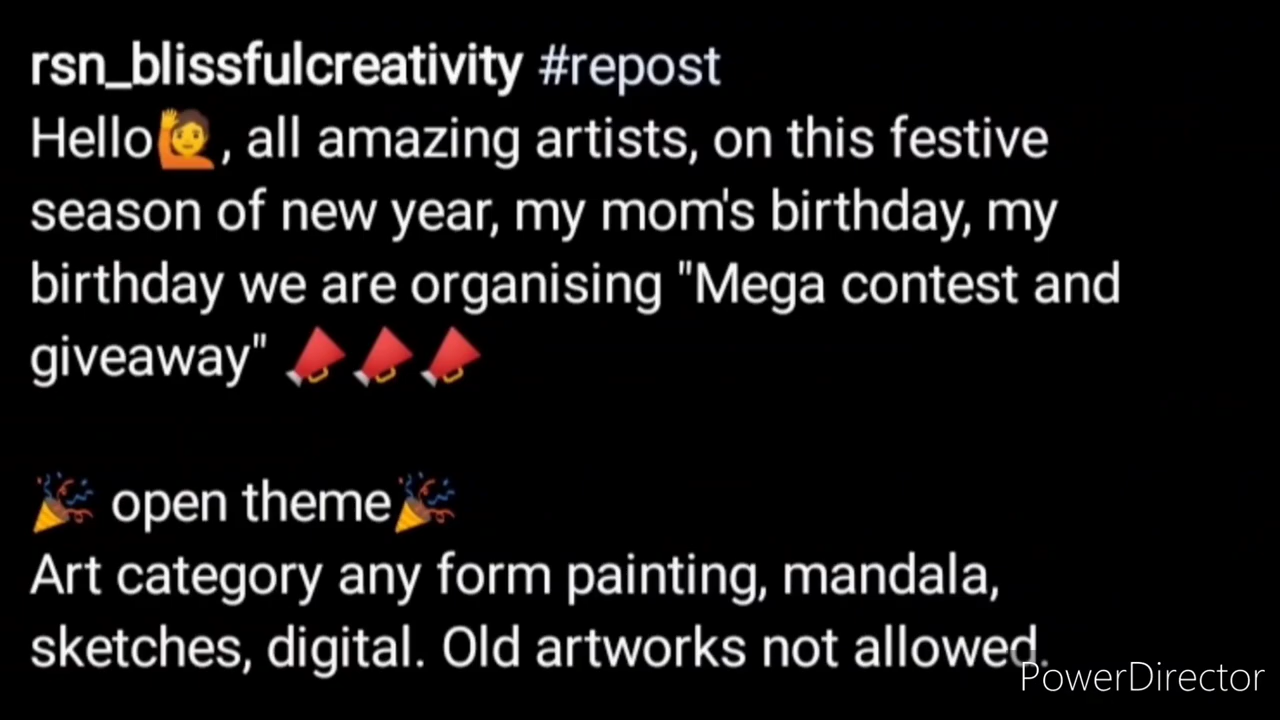 rsn_blissfulcreativity #repost
Hello🙋, all amazing artists, on this festive
season of new year, my mom's birthday, my
birthday we are organising "Mega contest and
giveaway" 📣📣📣
🎉 open theme🎉
Art category any form painting, mandala,
sketches, digital. Old artworks not allowed.
PowerDirector